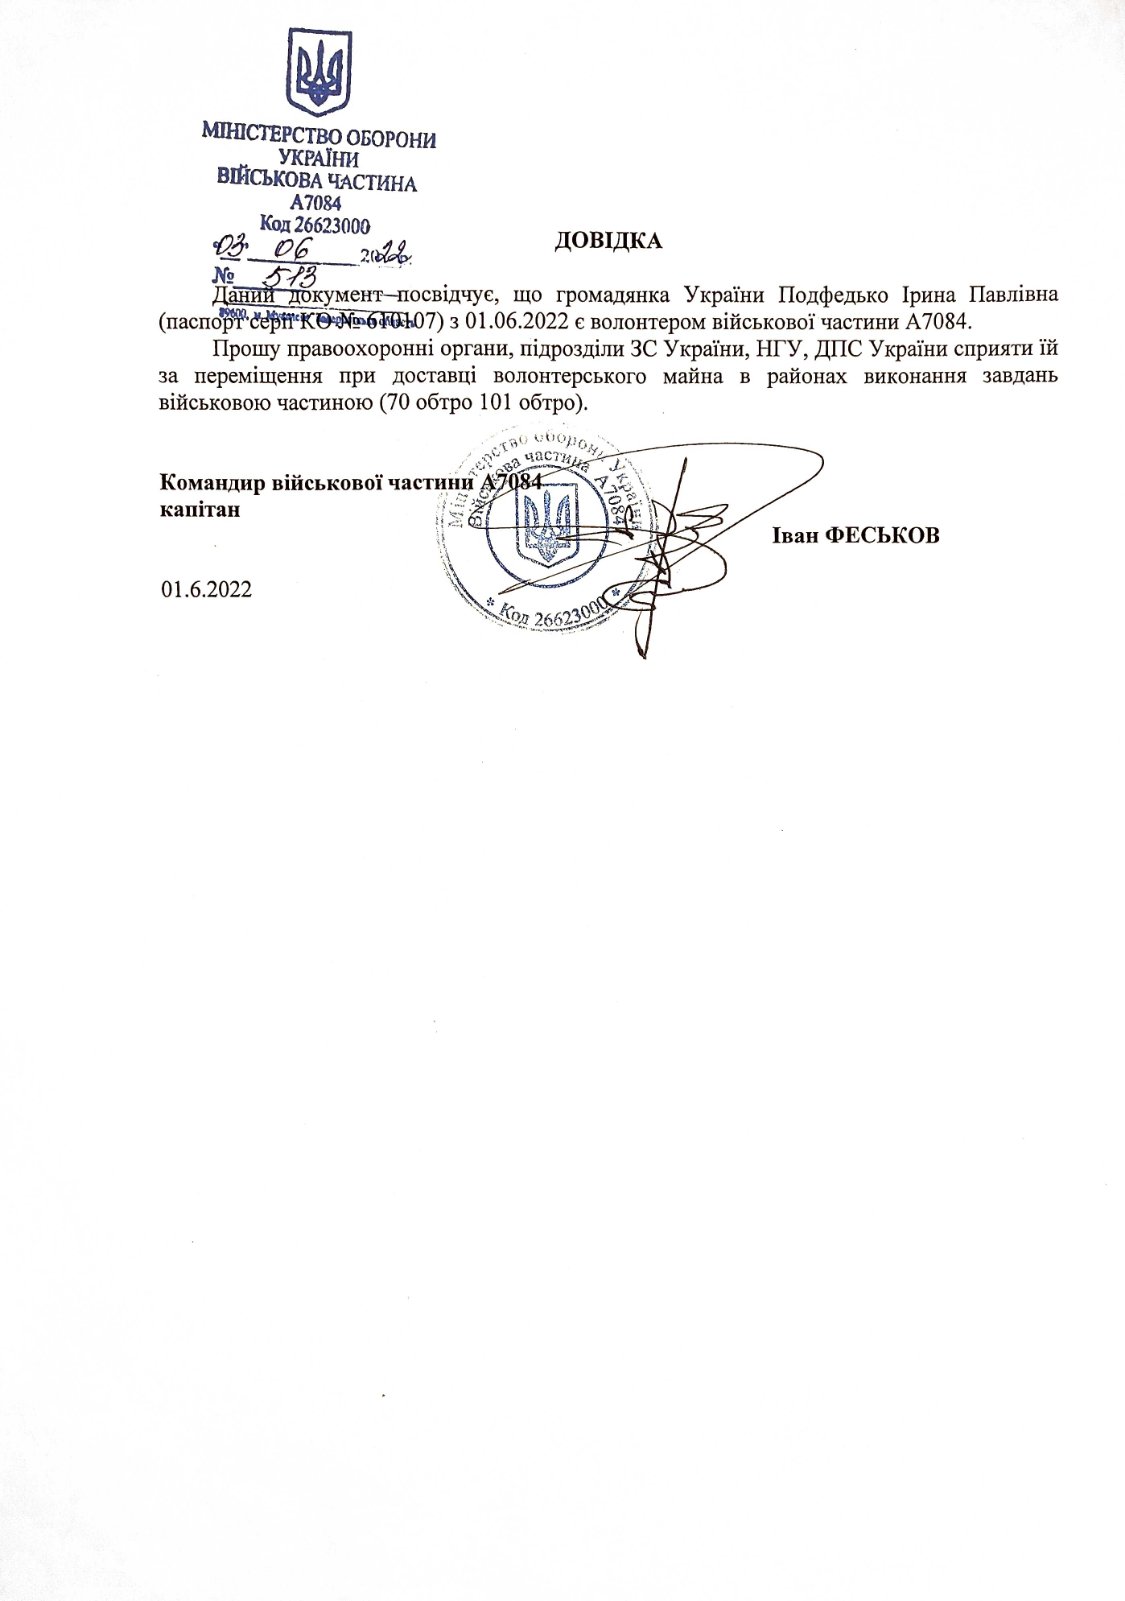 МІНІСТЕРСТВО ОБОРОНИ
УКРАЇНИ
ВІЙСЬКОВА ЧАСТИНА
А7084
Код 26623000
03 06 2022
№ 513
ДОВІДКА
Даний документ посвідчує, що громадянка України Подфедько Ірина Павлівна
(паспорт серії КО № 610107) з 01.06.2022 є волонтером військової частини А7084.
Прошу правоохоронні органи, підрозділи ЗС України, НГУ, ДПС України сприяти їй
за переміщення при доставці волонтерського майна в районах виконання завдань
військовою частиною (70 обтро 101 обтро).
Командир військової частини А7084
капітан
Іван ФЕСЬКОВ
01.6.2022
Міністерство оборони України
Військова частина А7084
* Код 26623000 *
89600, м.